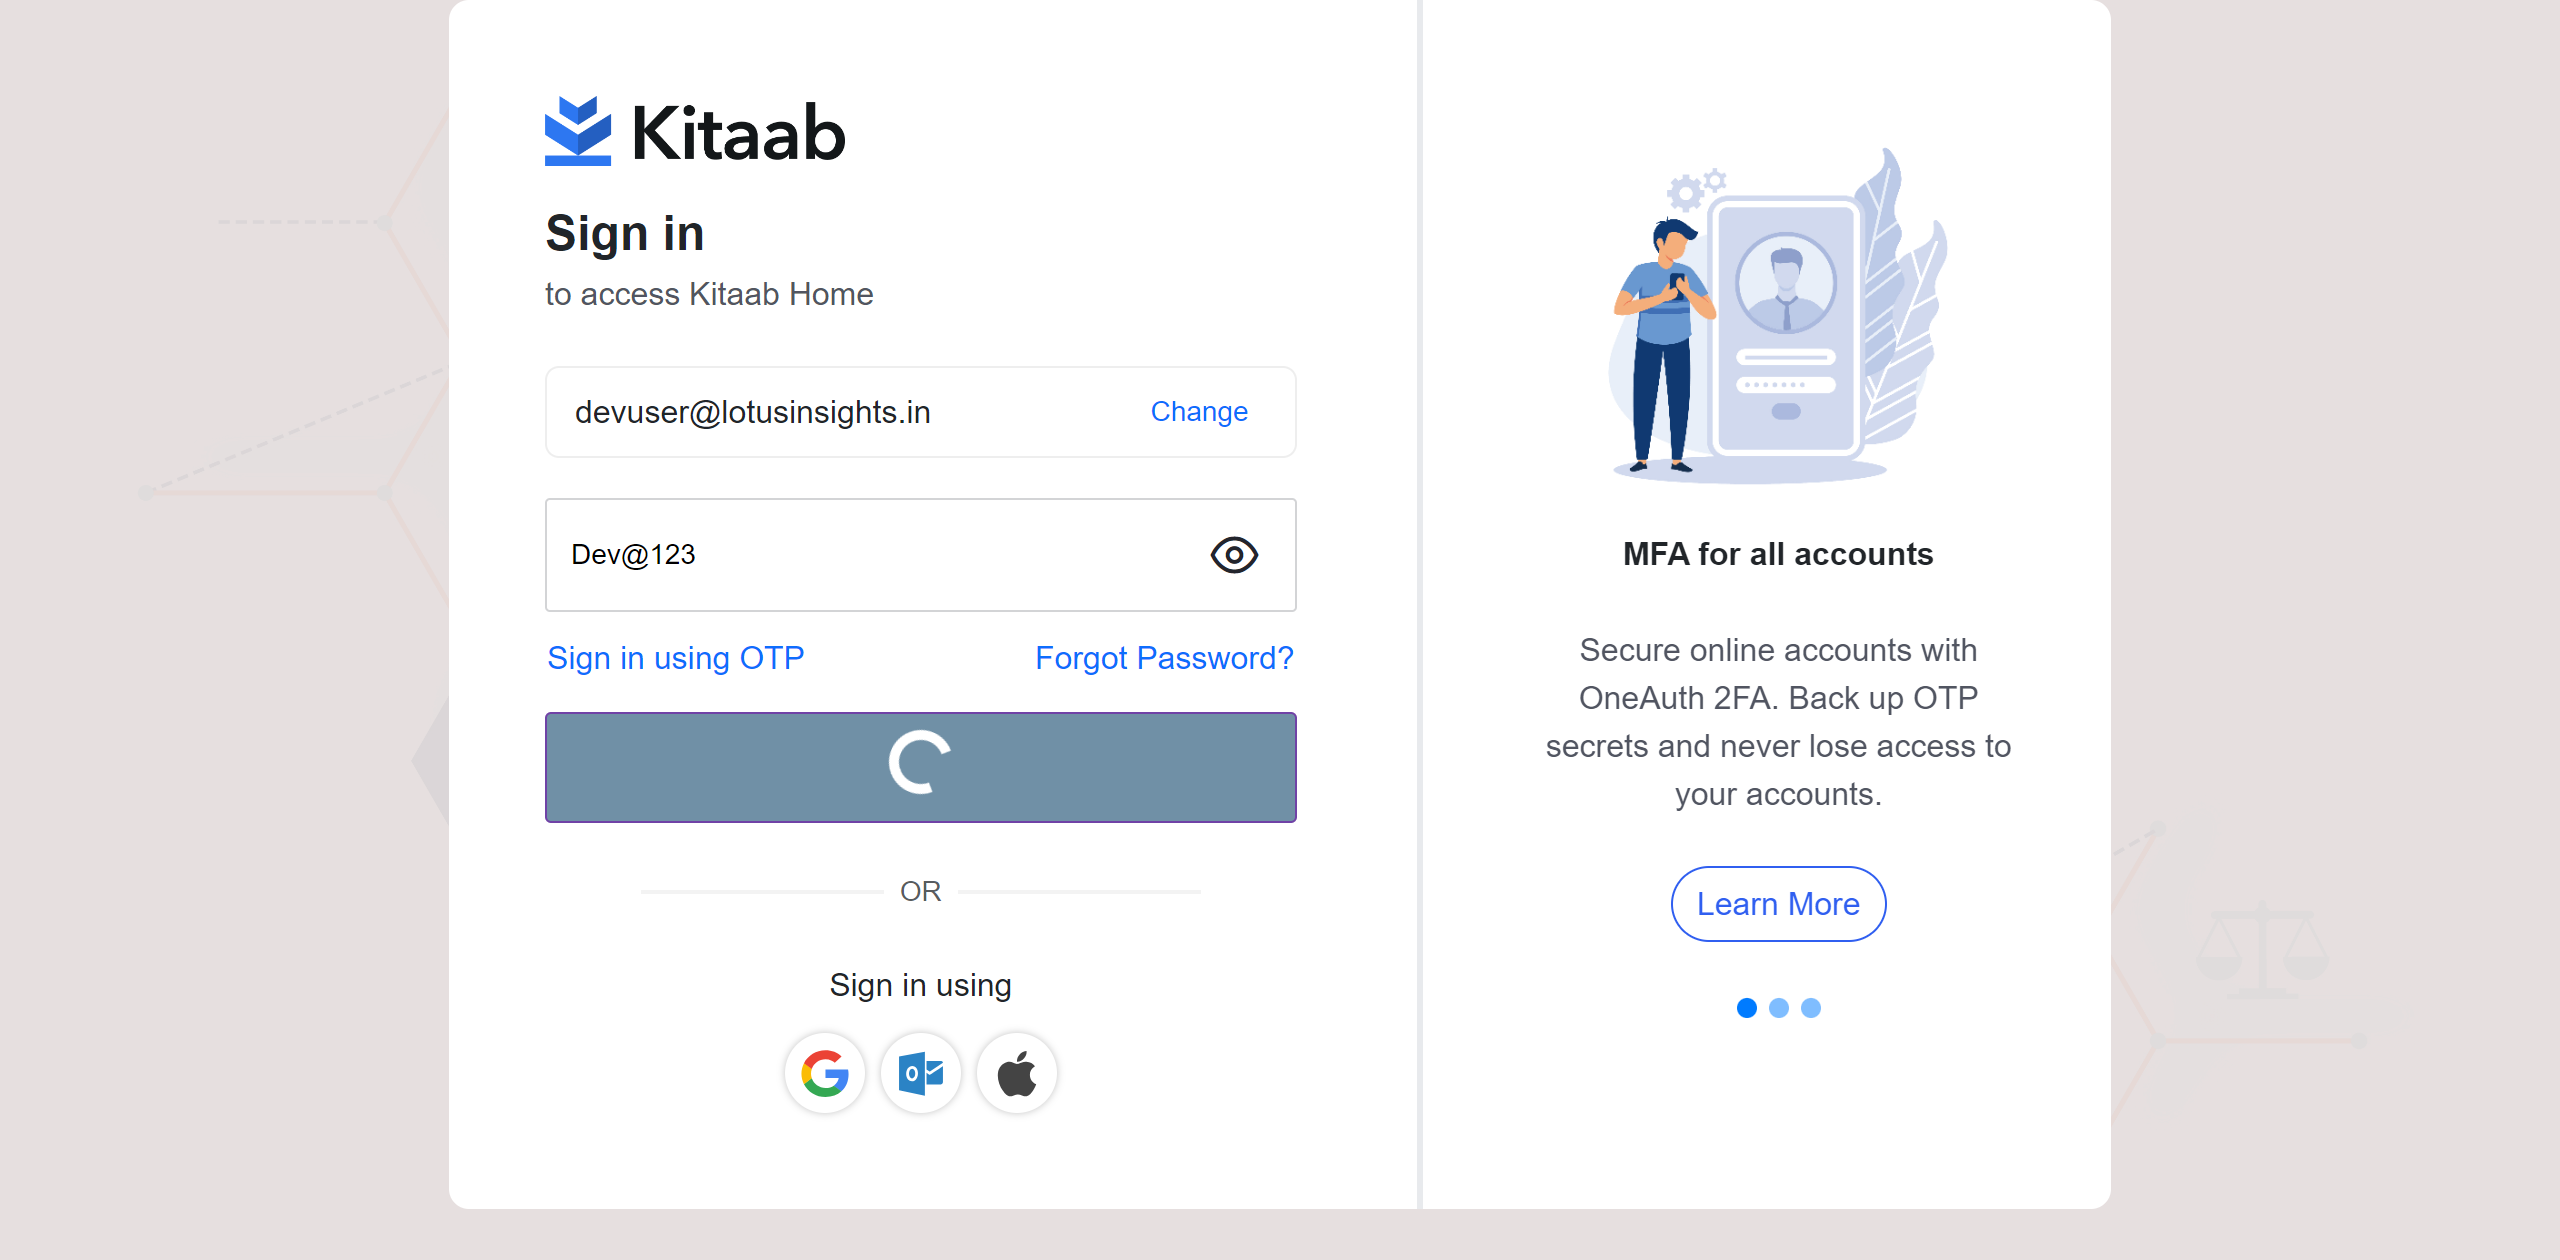 Kitaab
Sign in
to access Kitaab Home
devuser@lotusinsights.in
Change
Dev@123
Sign in using OTP
Forgot Password?
OR
Sign in using
MFA for all accounts
Secure online accounts with
OneAuth 2FA. Back up OTP
secrets and never lose access to
your accounts.
Learn More